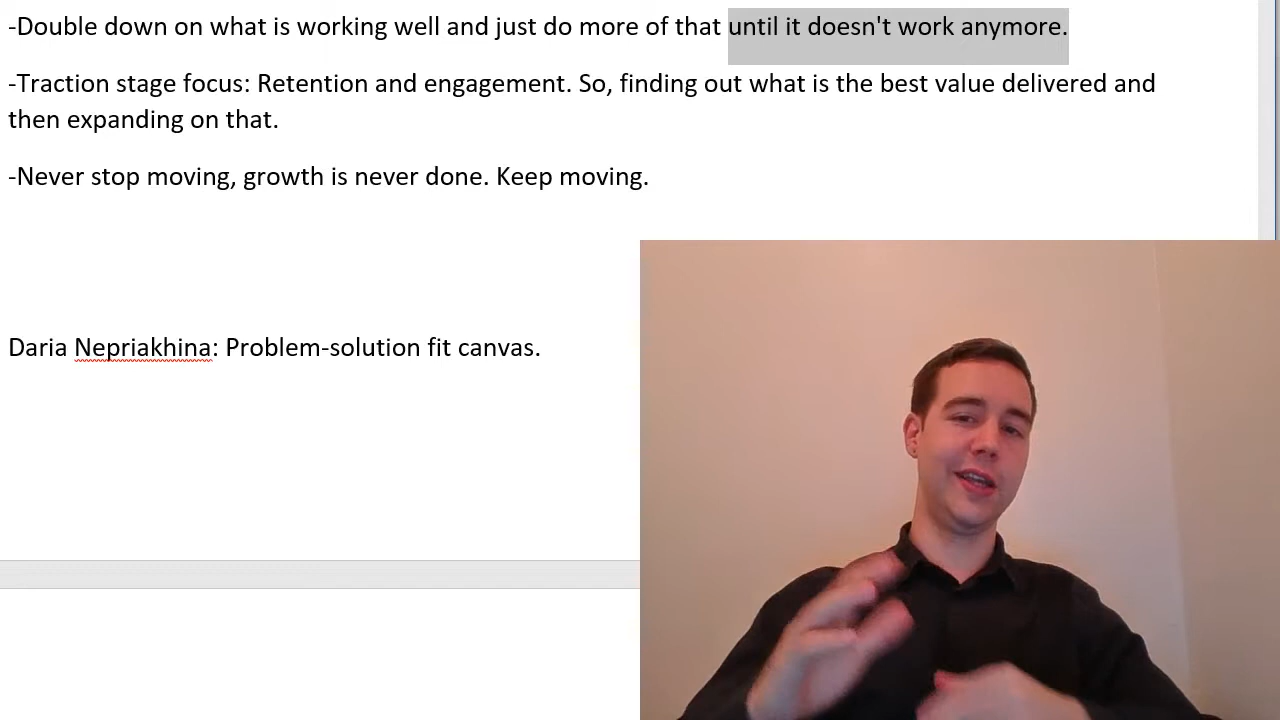 -Double down on what is working well and just do more of that until it doesn't work anymore.
-Traction stage focus: Retention and engagement. So, finding out what is the best value delivered and
then expanding on that.
-Never stop moving, growth is never done. Keep moving.
Daria Nepriakhina: Problem-solution fit canvas.